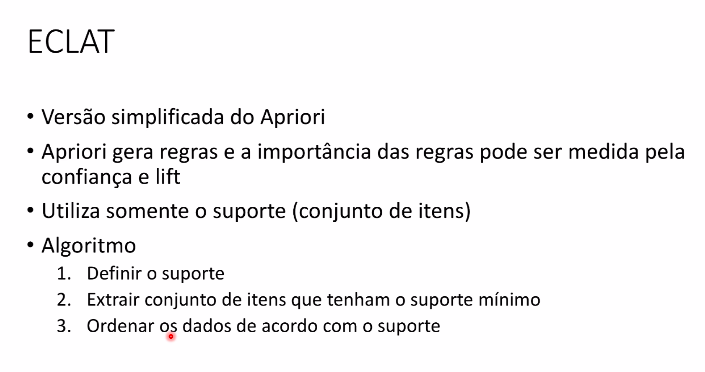 ECLAT
• Versão simplificada do Apriori
• Apriori gera regras e a importância das regras pode ser medida pela
confiança e lift
• Utiliza somente o suporte (conjunto de itens)
• Algoritmo
1. Definir o suporte
2. Extrair conjunto de itens que tenham o suporte mínimo
3. Ordenar os dados de acordo com o suporte